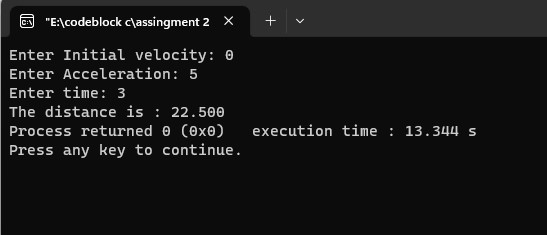 "E:\codeblock c\assingment 2
Enter Initial velocity: 0
Enter Acceleration: 5
Enter time: 3
The distance is : 22.500
Process returned 0 (0x0)   execution time : 13.344 s
Press any key to continue.